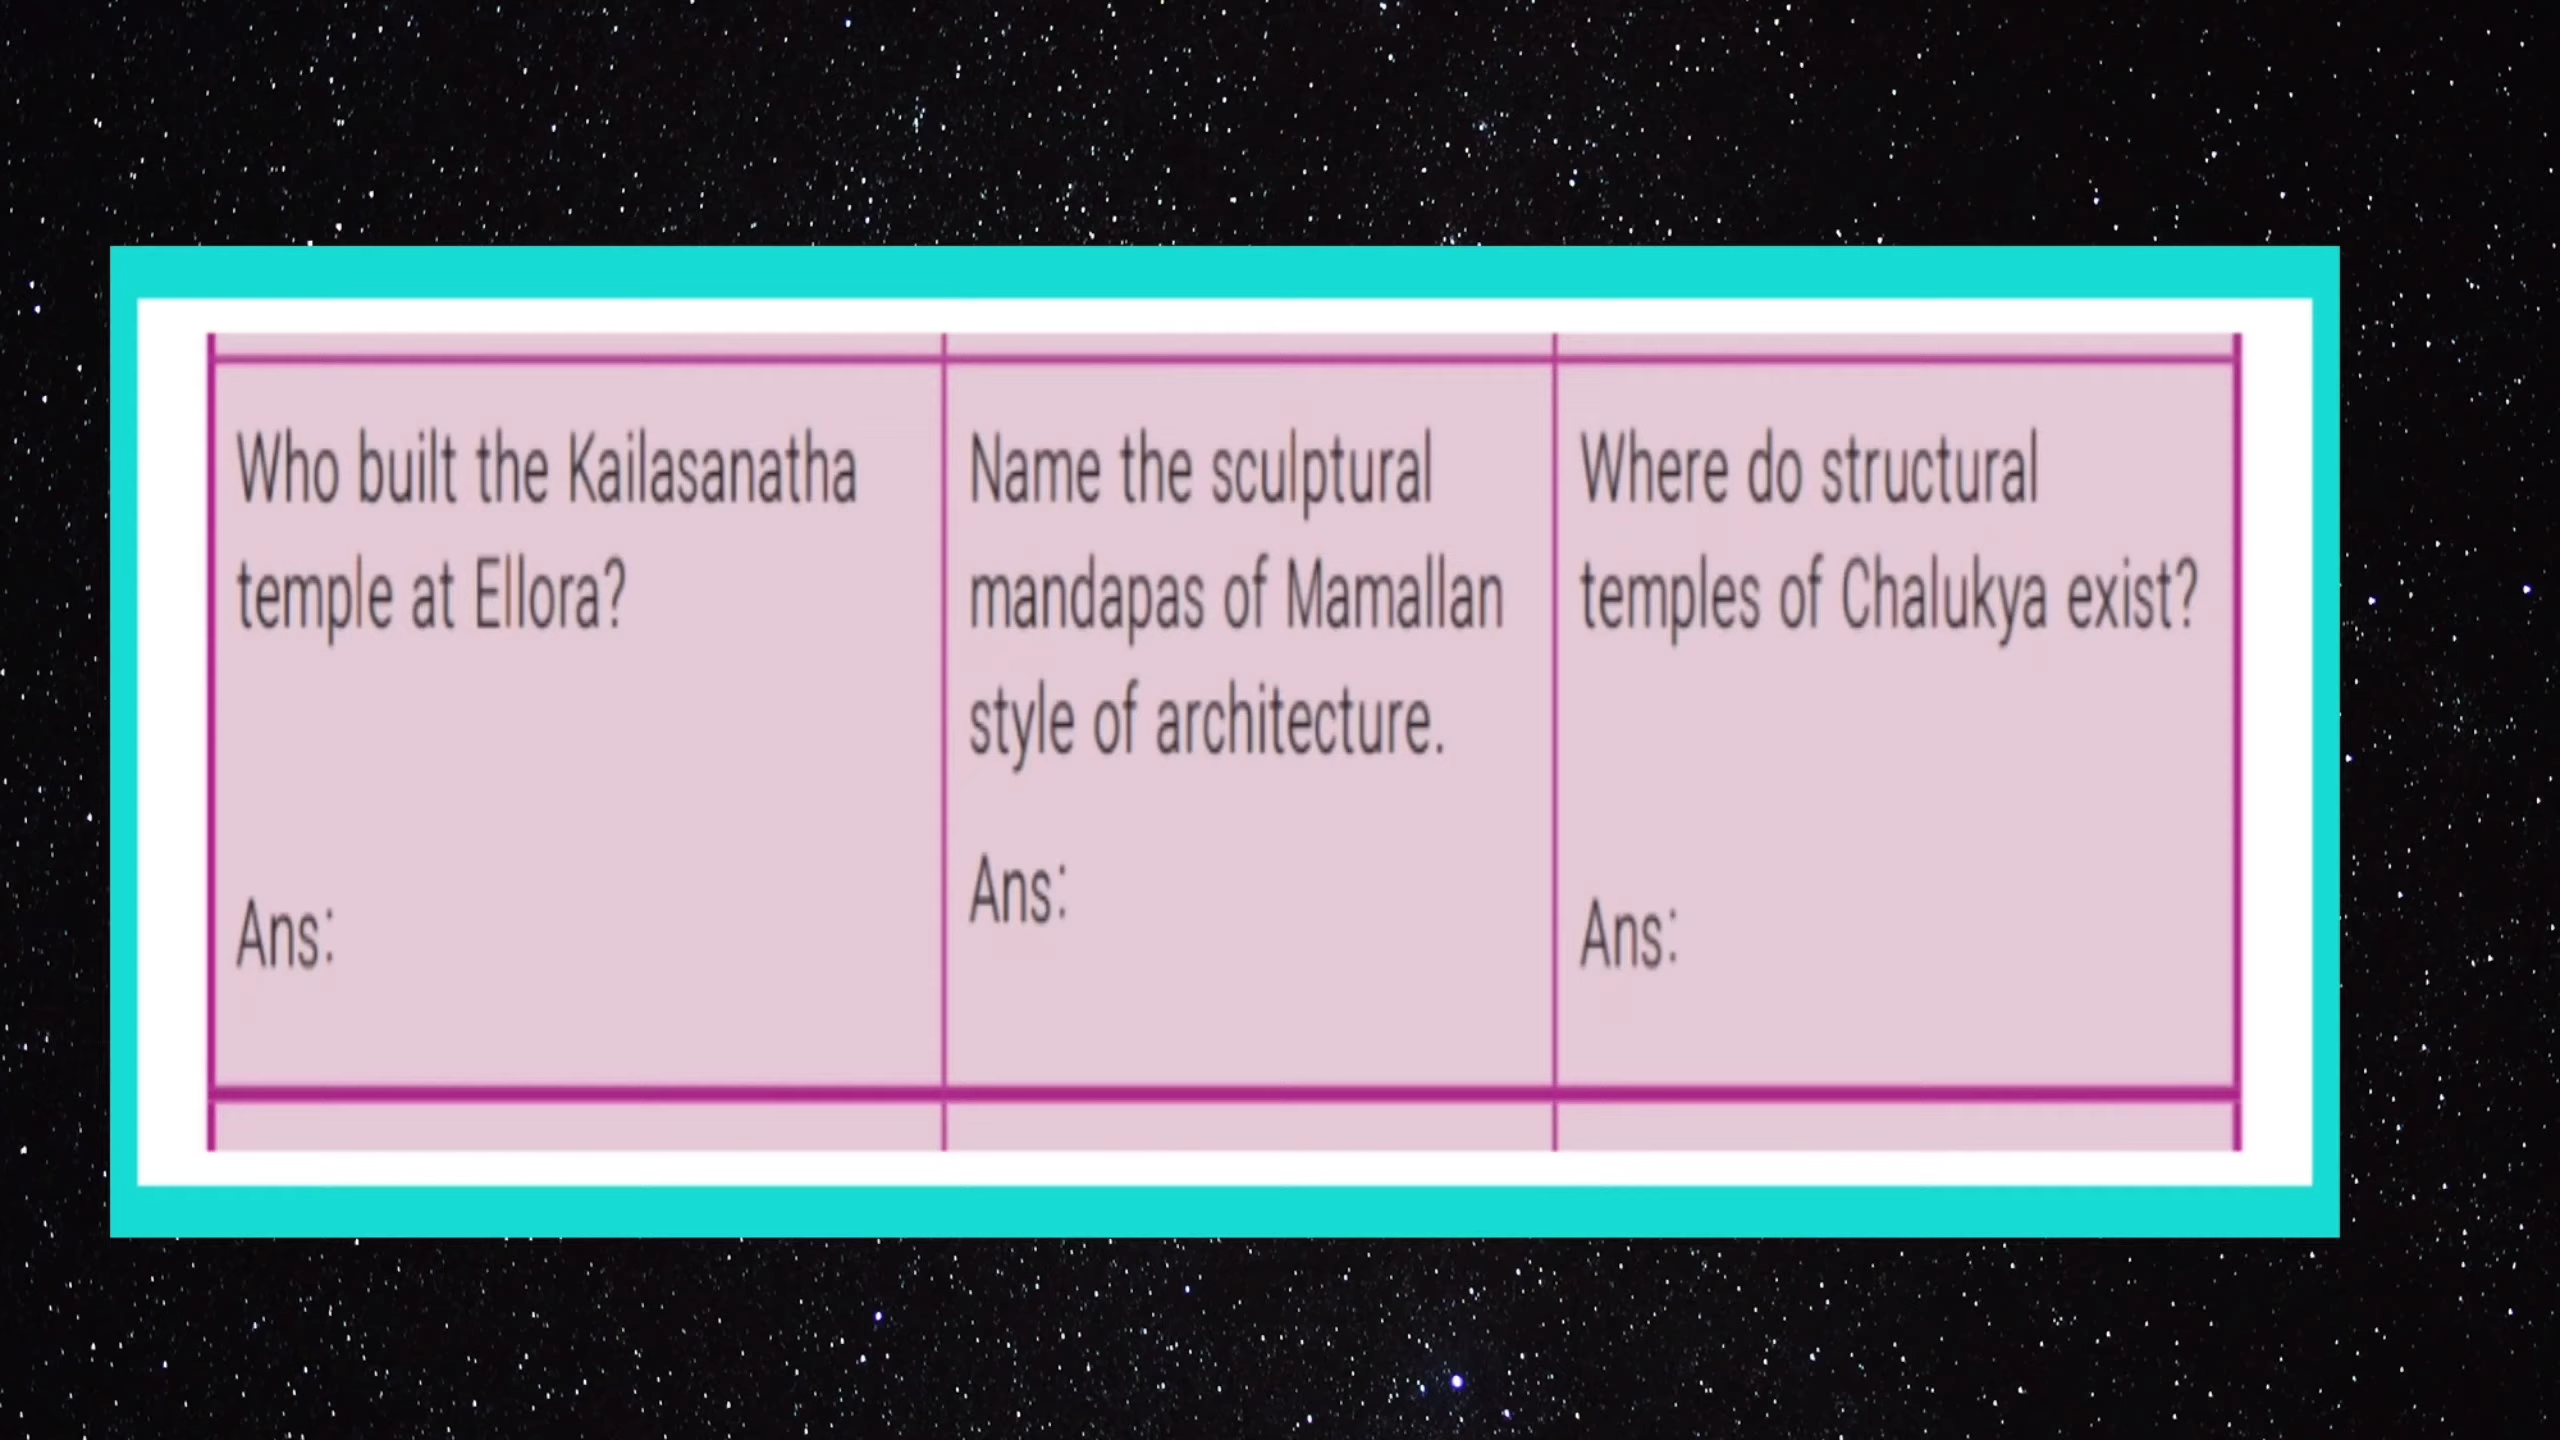 Who built the Kailasanatha
temple at Ellora?
Ans:
Name the sculptural
mandapas of Mamallan
style of architecture.
Ans:
Where do structural
temples of Chalukya exist?
Ans: